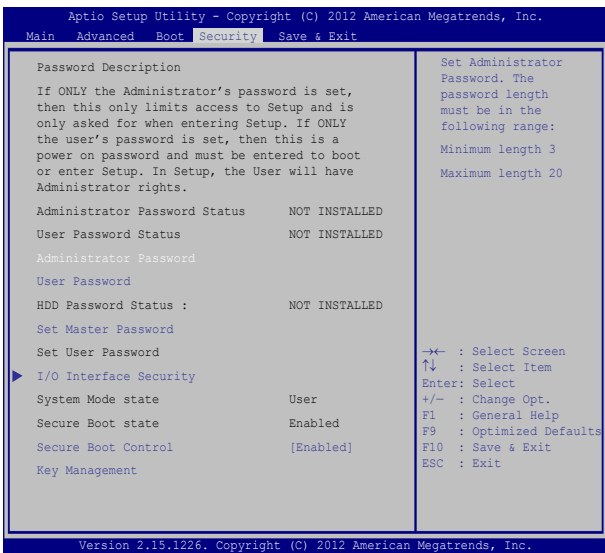 Aptio Setup Utility - Copyright (C) 2012 American Megatrends, Inc.
Main Advanced Boot Security Save & Exit
Password Description
If ONLY the Administrator's password is set,
then this only limits access to Setup and is
only asked for when entering Setup. If ONLY
the user's password is set, then this is a
power on password and must be entered to boot
or enter Setup. In Setup, the User will have
Administrator rights.
Administrator Password Status NOT INSTALLED
User Password Status NOT INSTALLED
Administrator Password
User Password
HDD Password Status : NOT INSTALLED
Set Master Password
Set User Password
I/O Interface Security
System Mode state User
Secure Boot state Enabled
Secure Boot Control [Enabled]
Key Management
Set Administrator
Password. The
password length
must be in the
following range:
Minimum length 3
Maximum length 20
→← : Select Screen
↑↓ : Select Item
Enter: Select
+/− : Change Opt.
F1 : General Help
F9 : Optimized Defaults
F10 : Save & Exit
ESC : Exit
Version 2.15.1226. Copyright (C) 2012 American Megatrends, Inc.